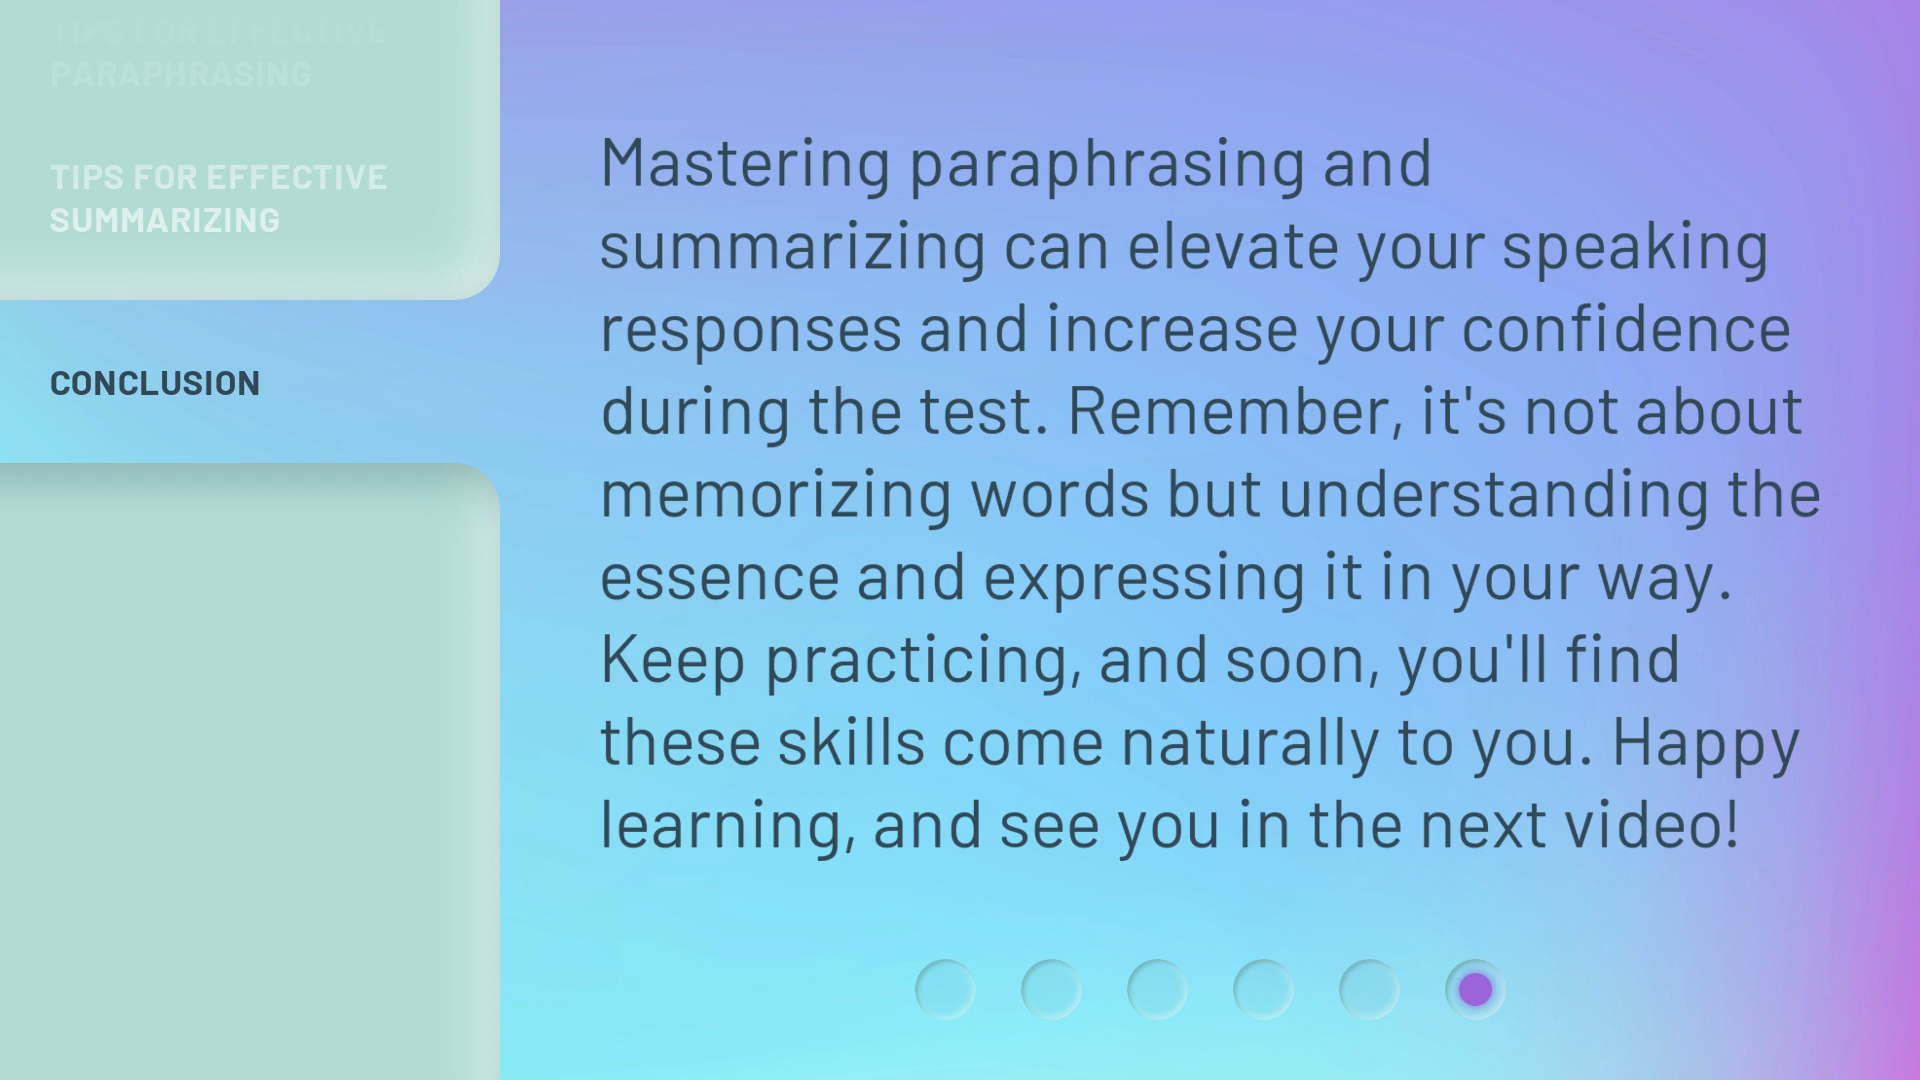 TIPS FOR EFFECTIVE
PARAPHRASING
TIPS FOR EFFECTIVE
SUMMARIZING
CONCLUSION
Mastering paraphrasing and
summarizing can elevate your speaking
responses and increase your confidence
during the test. Remember, it's not about
memorizing words but understanding the
essence and expressing it in your way.
Keep practicing, and soon, you'll find
these skills come naturally to you. Happy
learning, and see you in the next video!